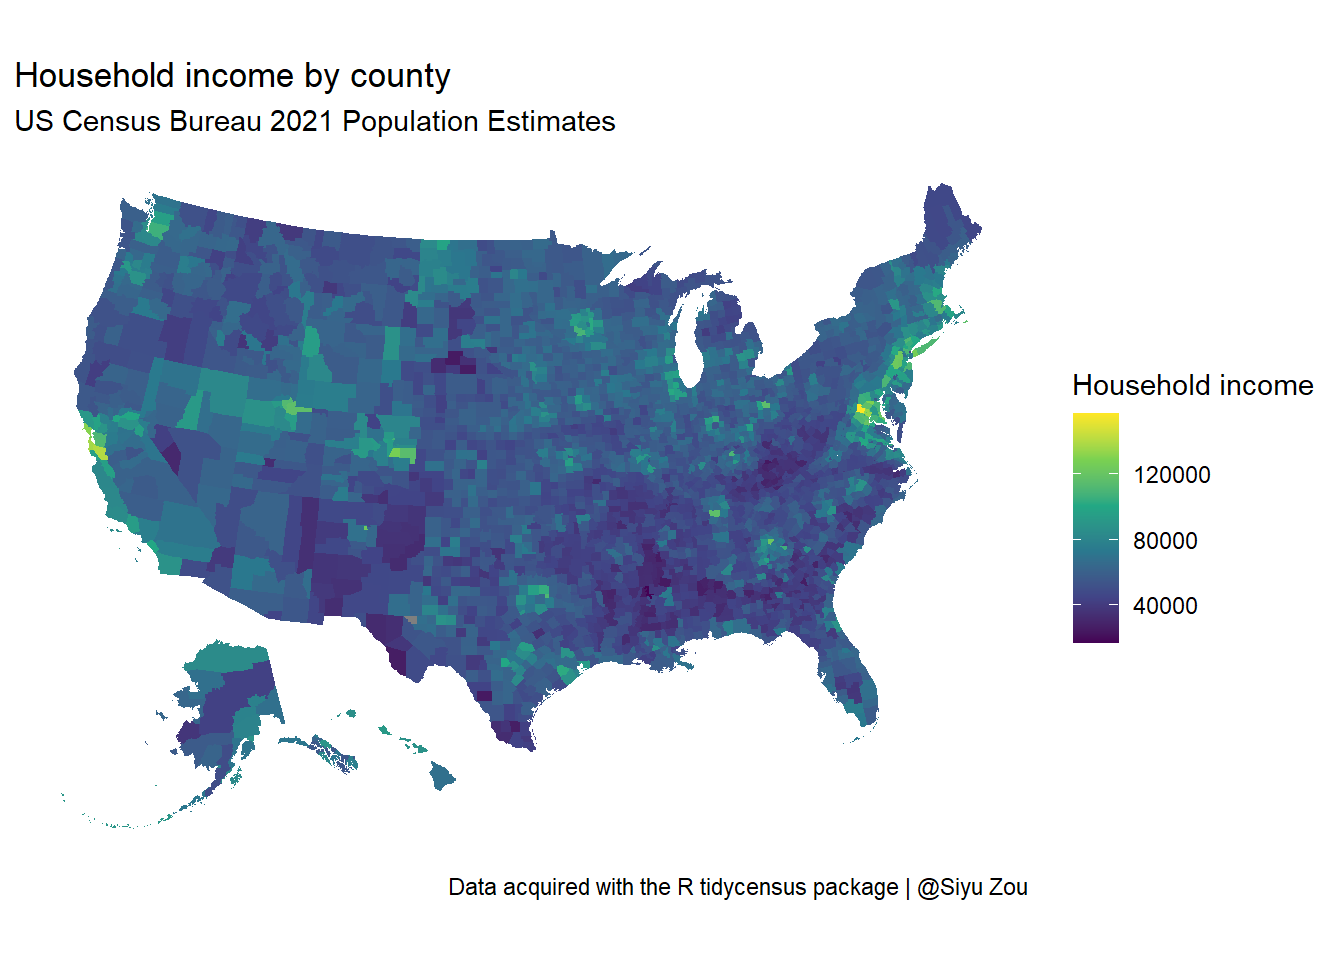 Household income by county
US Census Bureau 2021 Population Estimates
Household income
120000
80000
40000
Data acquired with the R tidycensus package | @Siyu Zou